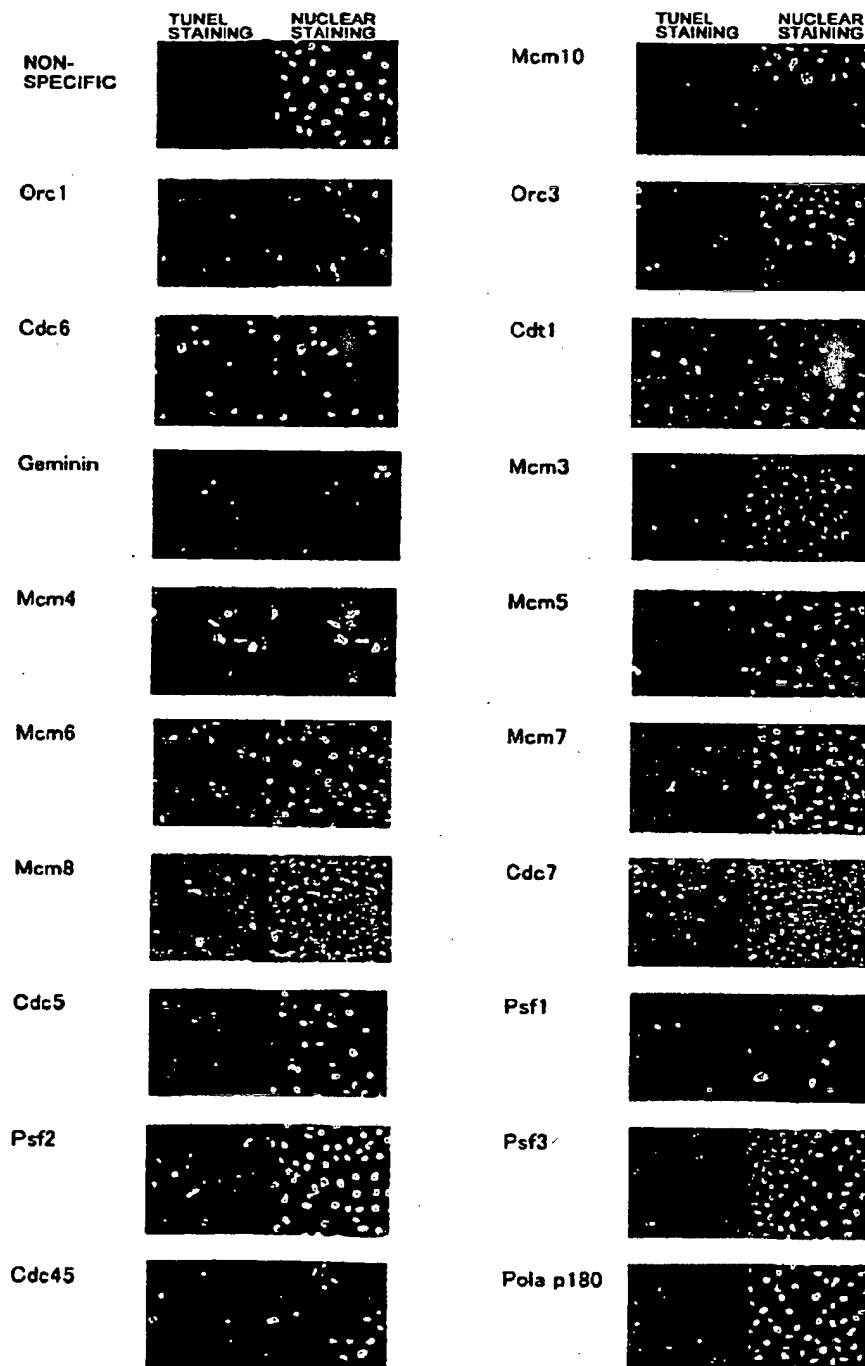 TUNEL STAINING NUCLEAR STAINING
TUNEL STAINING NUCLEAR STAINING
NON-SPECIFIC
Mcm10
Orc1
Orc3
Cdc6
Cdt1
Geminin
Mcm3
Mcm4
Mcm5
Mcm6
Mcm7
Mcm8
Cdc7
Cdc5
Psf1
Psf2
Psf3
Cdc45
Pola p180